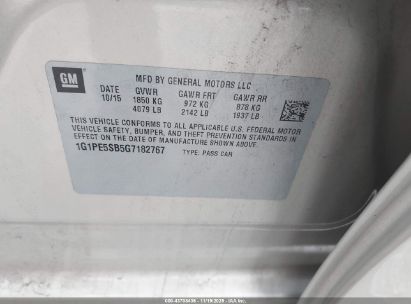 GM
MFD BY GENERAL MOTORS LLC
DATE GVWR GAWR FRT GAWR RR
10/15 1850 KG 972 KG 878 KG
4079 LB 2142 LB 1937 LB
THIS VEHICLE CONFORMS TO ALL APPLICABLE U.S. FEDERAL MOTOR
VEHICLE SAFETY, BUMPER, AND THEFT PREVENTION STANDARDS IN
EFFECT ON THE DATE OF MANUFACTURE SHOWN ABOVE.
1G1PE5SB5G7182767 TYPE: PASS CAR